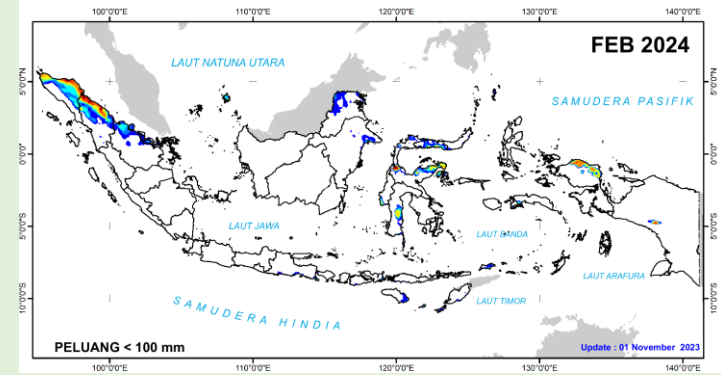 100°0'0"E 110°0'0"E 120°0'0"E 130°0'0"E 140°0'0"E
FEB 2024
LAUT NATUNA UTARA
5°0'0"N 5°0'0"N
SAMUDERA PASIFIK
0°0'0" 0°0'0"
LAUT JAWA
LAUT BANDA
5°0'0"S 5°0'0"S
LAUT ARAFURA
SAMUDERA HINDIA
LAUT TIMOR
10°0'0"S 10°0'0"S
PELUANG < 100 mm
Update : 01 November 2023
100°0'0"E 110°0'0"E 120°0'0"E 130°0'0"E 140°0'0"E